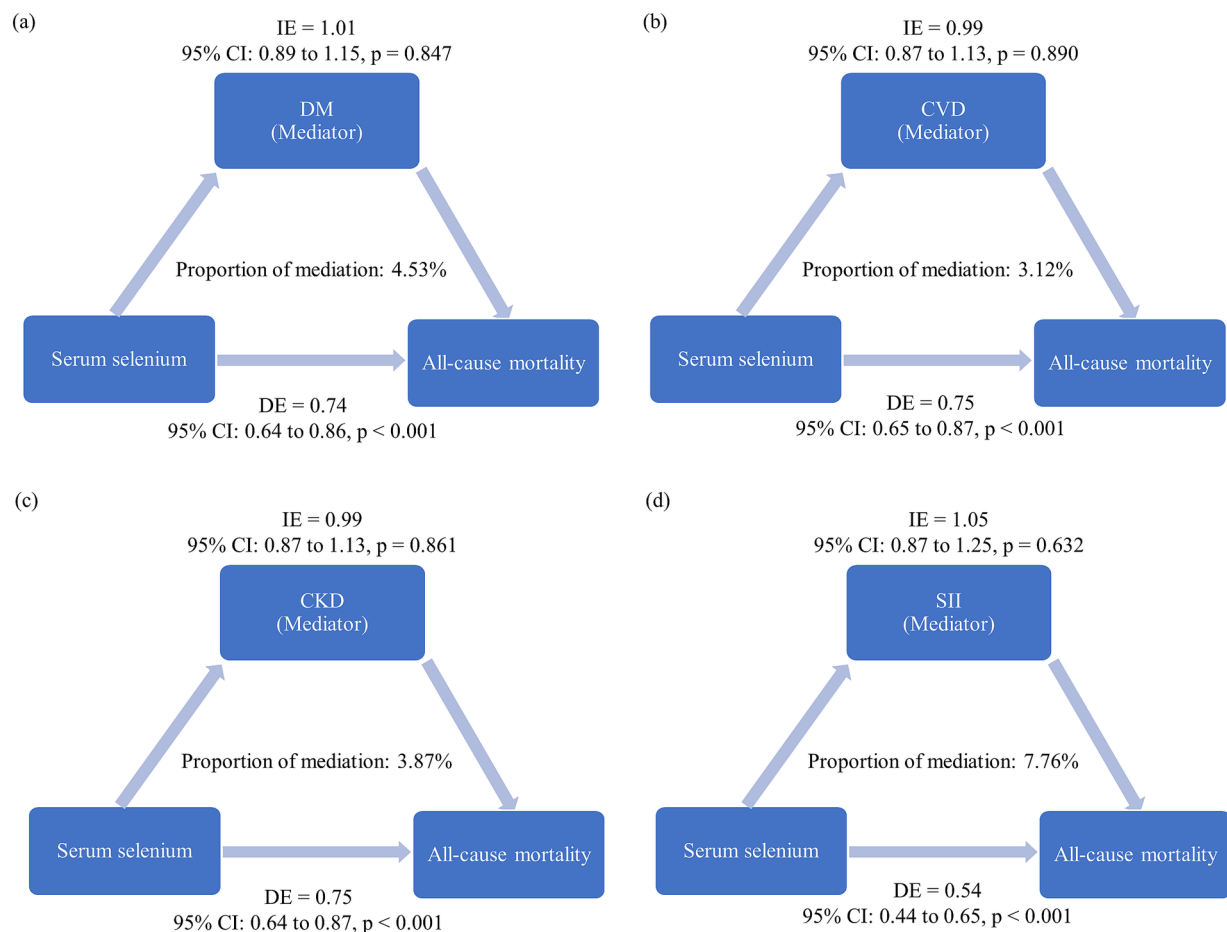 (a)
IE = 1.01
95% CI: 0.89 to 1.15, p = 0.847
DM
(Mediator)
Proportion of mediation: 4.53%
Serum selenium
All-cause mortality
DE = 0.74
95% CI: 0.64 to 0.86, p < 0.001
(b)
IE = 0.99
95% CI: 0.87 to 1.13, p = 0.890
CVD
(Mediator)
Proportion of mediation: 3.12%
Serum selenium
All-cause mortality
DE = 0.75
95% CI: 0.65 to 0.87, p < 0.001
(c)
IE = 0.99
95% CI: 0.87 to 1.13, p = 0.861
CKD
(Mediator)
Proportion of mediation: 3.87%
Serum selenium
All-cause mortality
DE = 0.75
95% CI: 0.64 to 0.87, p < 0.001
(d)
IE = 1.05
95% CI: 0.87 to 1.25, p = 0.632
SII
(Mediator)
Proportion of mediation: 7.76%
Serum selenium
All-cause mortality
DE = 0.54
95% CI: 0.44 to 0.65, p < 0.001